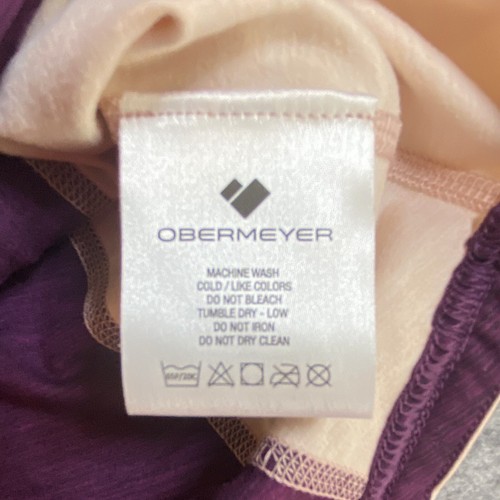 OBERMEYER
MACHINE WASH
COLD / LIKE COLORS
DO NOT BLEACH
TUMBLE DRY - LOW
DO NOT IRON
DO NOT DRY CLEAN